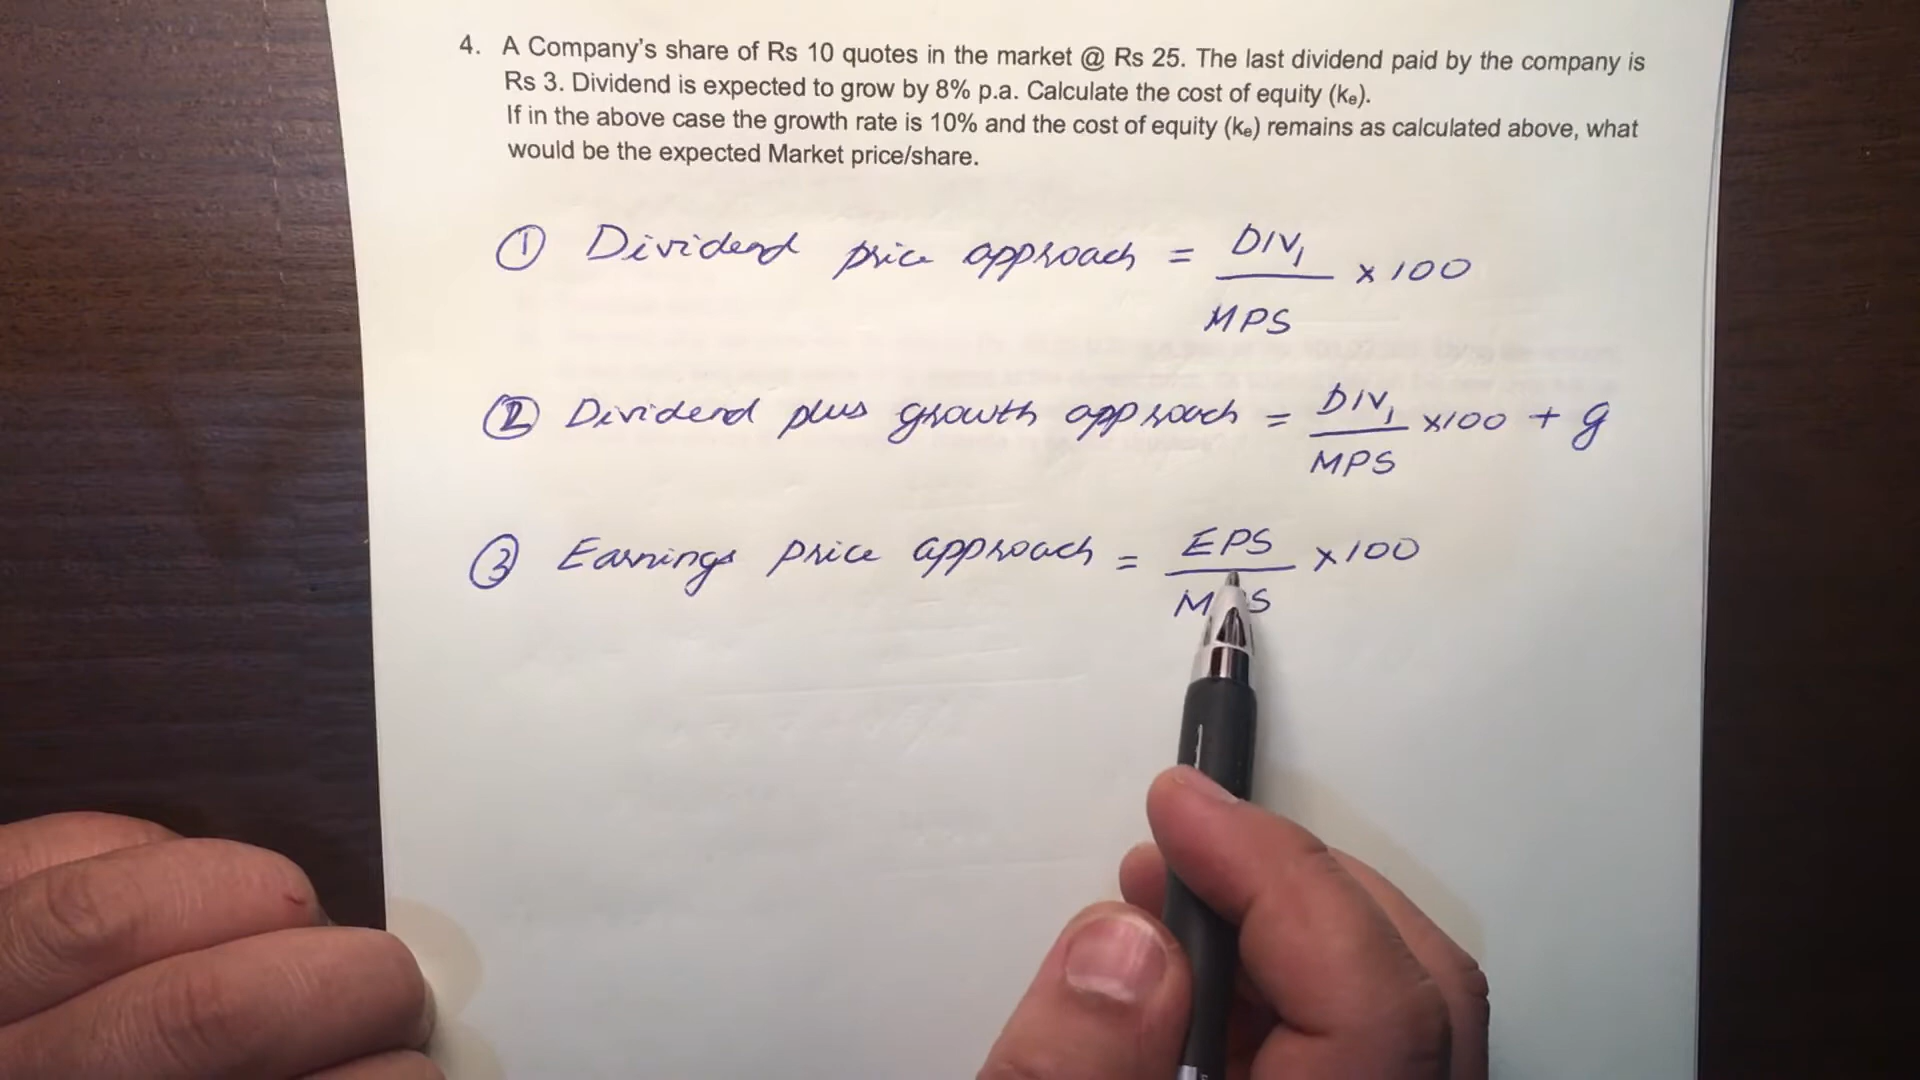 4. A Company's share of Rs 10 quotes in the market @ Rs 25. The last dividend paid by the company is
Rs 3. Dividend is expected to grow by 8% p.a. Calculate the cost of equity (ke).
If in the above case the growth rate is 10% and the cost of equity (ke) remains as calculated above, what
would be the expected Market price/share.
① Dividend price approach = DIV₁ x 100
MPS
② Dividend plus growth approach = DIV₁ x100 + g
MPS
③ Earnings price approach = EPS x100